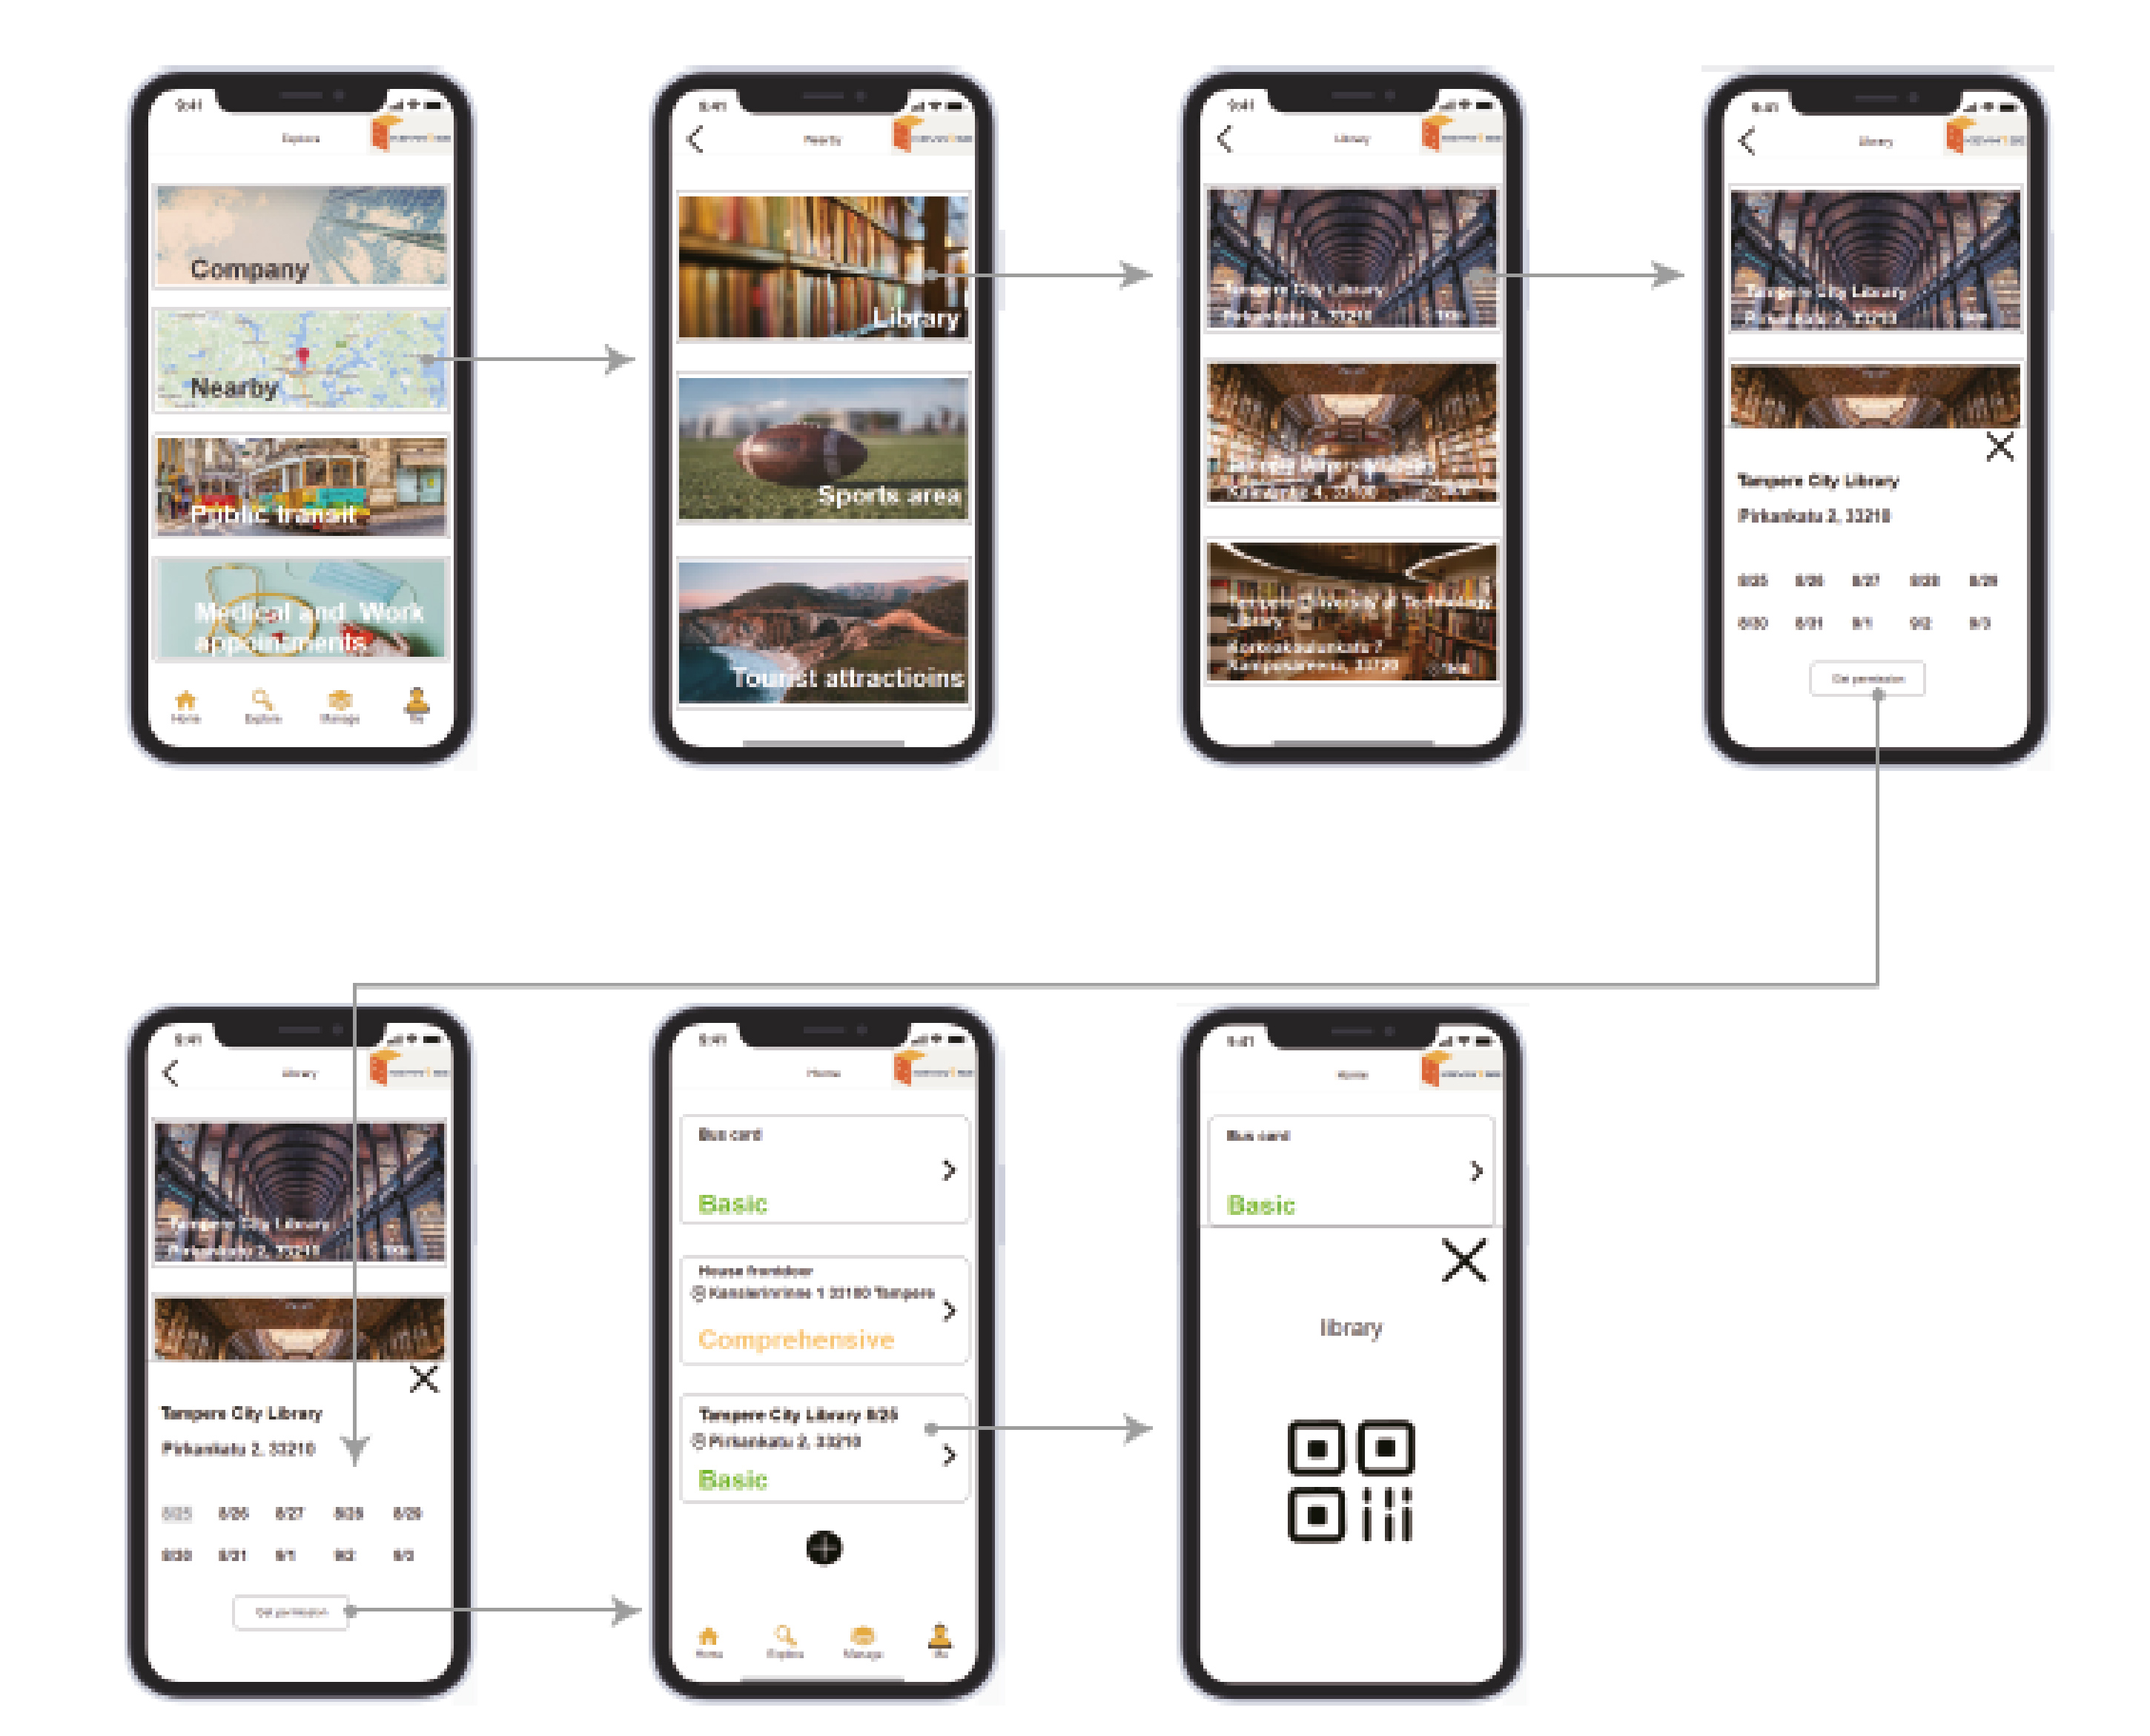 9:41
Explore
Company
Nearby
Public transit
Medical and Work
appointments
Home
Explore
Manage
Me
9:41
Nearby
Library
Sports area
Tourist attractioins
9:41
Library
Tampere City Library
Pirkankatu 2, 33210
Tampere University of Technology
Library
Korkeakoulunkatu 7
Kampusareena, 33720
9:41
Library
Tampere City Library
Pirkankatu 2, 33210
Tampere City Library
Pirkankatu 2, 33210
8/25 8/26 8/27 8/28 8/29
8/30 8/31 9/1 9/2 9/3
Get permission
9:41
Library
Tampere City Library
Pirkankatu 2, 33210
Tampere City Library
Pirkankatu 2, 33210
8/25 8/26 8/27 8/28 8/29
8/30 8/31 9/1 9/2 9/3
Get permission
9:41
Home
Bus card
Basic
House frontdoor
Kanslerinrinne 1 33100 Tampere
Comprehensive
Tampere City Library 8/25
Pirkankatu 2, 33210
Basic
Home
Explore
Manage
Me
9:41
Home
Bus card
Basic
library